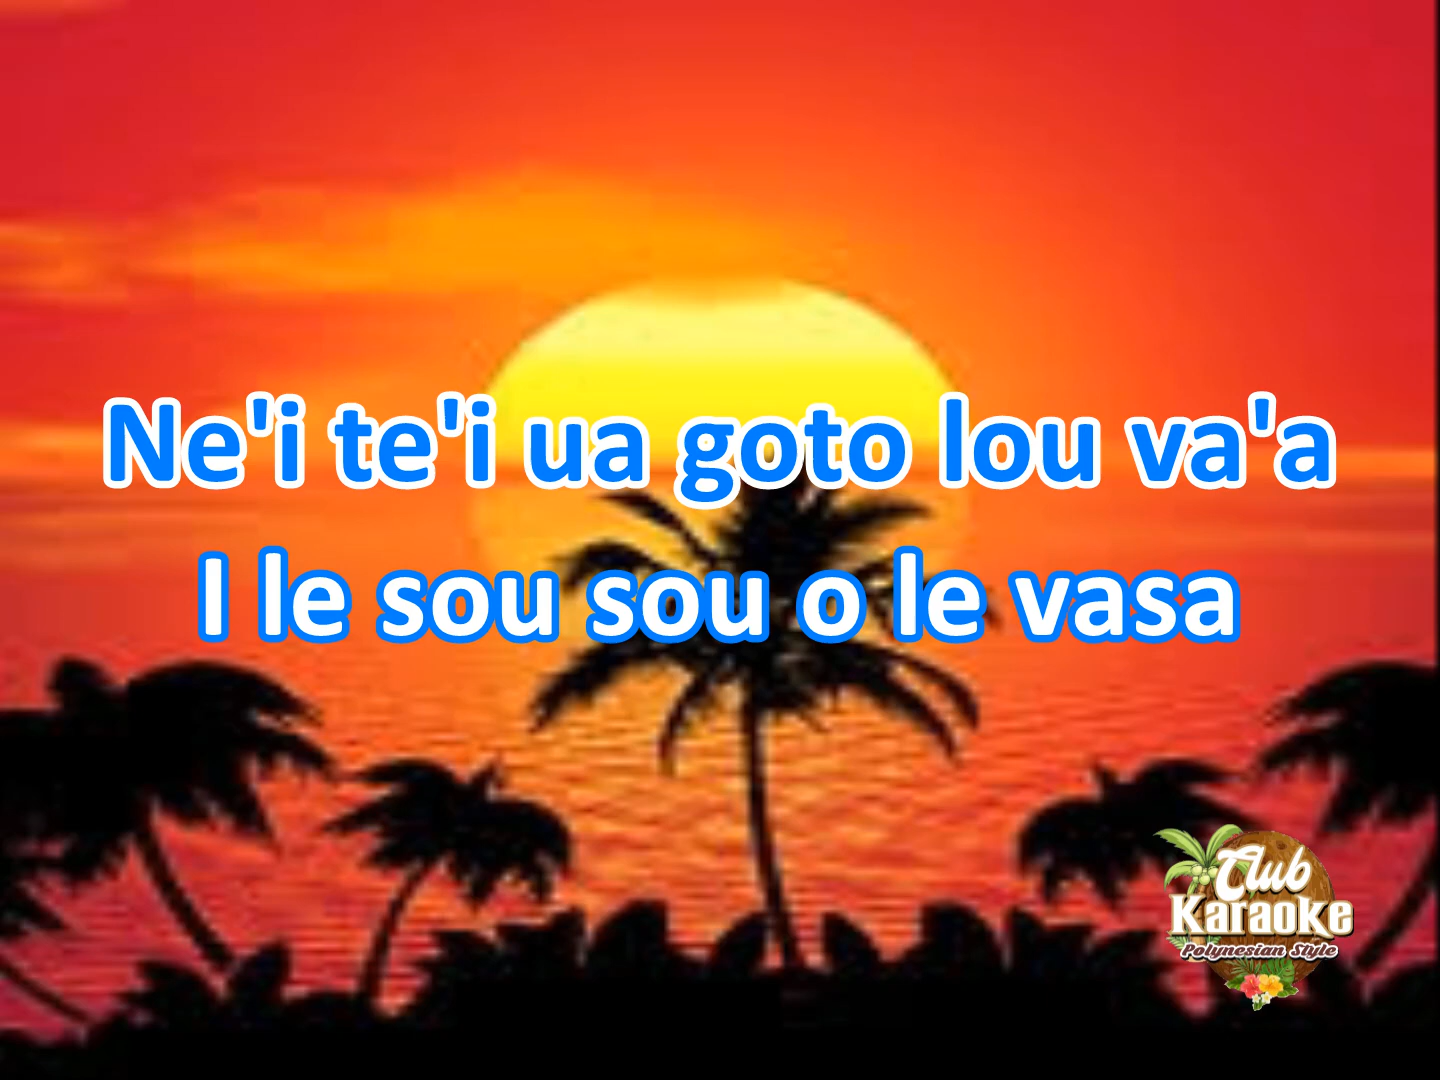 Ne'i te'i ua goto lou va'a
I le sou sou o le vasa
Club
Karaoke
Polynesian Style